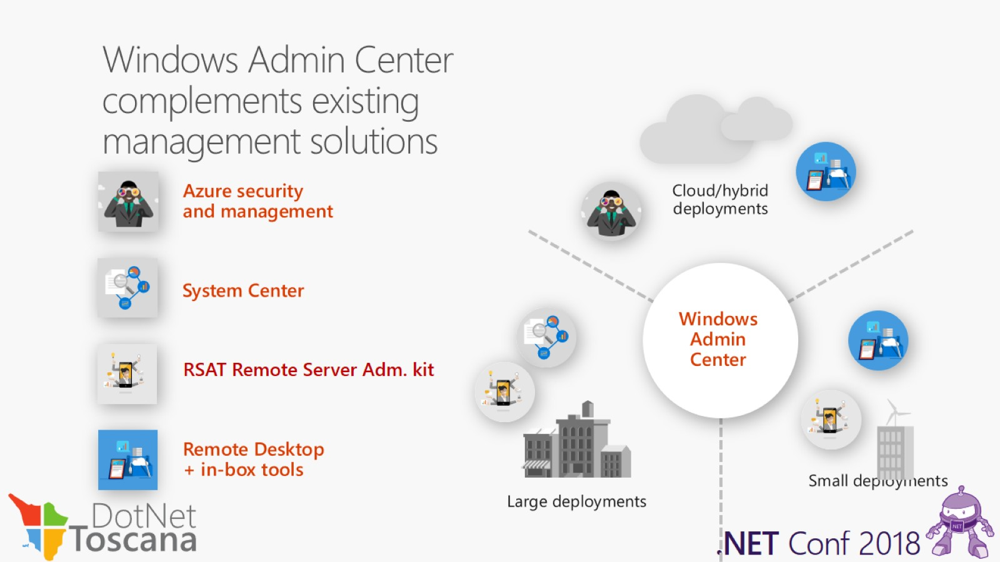 Windows Admin Center
complements existing
management solutions
Azure security
and management
System Center
RSAT Remote Server Adm. kit
Remote Desktop
+ in-box tools
Cloud/hybrid
deployments
Windows
Admin
Center
Large deployments
Small deployments
DotNet
Toscana
.NET Conf 2018
NET